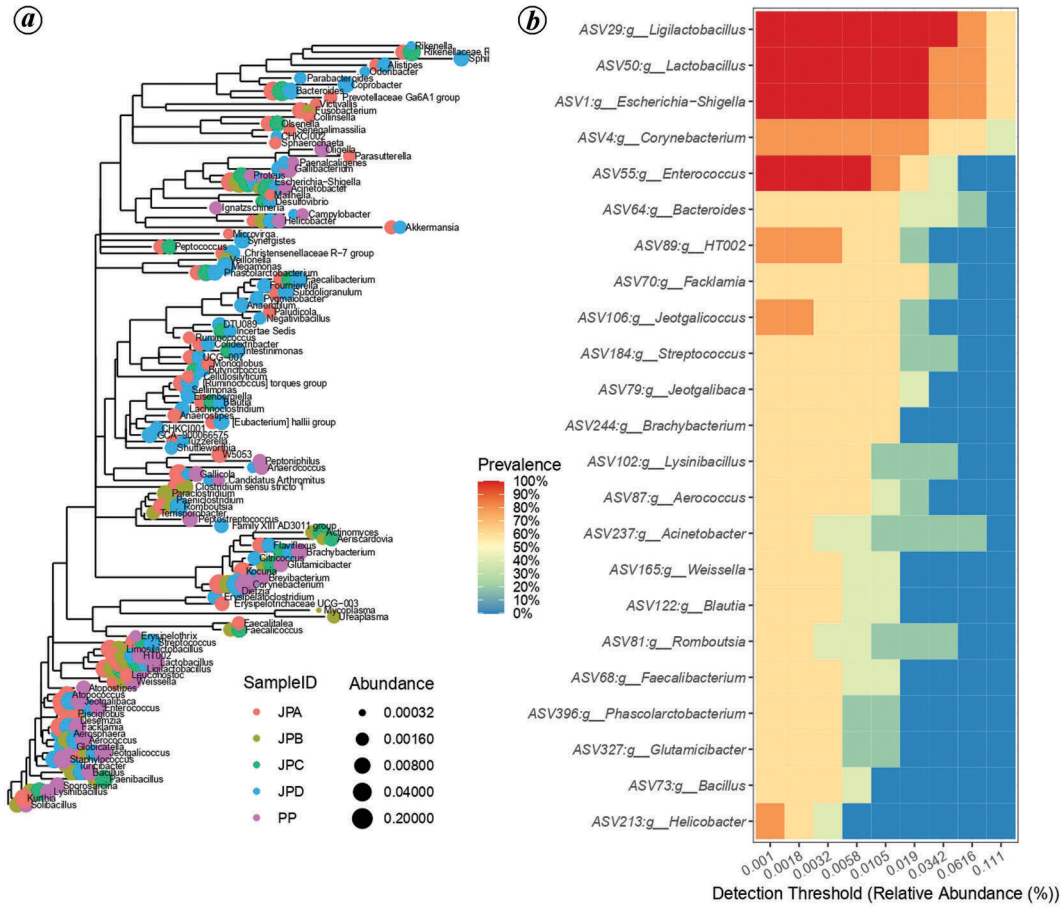 a
b
Rikenella
Rikenellaceae R
Sphil
Alistipes
Odoribacter
Parabacteroides
Coprobacter
Bacteroides
Prevotellaceae Ga6A1 group
Victivallis
Fusobacterium
Collinsella
Olsenella
Senegalimassilia
CHKCI002
Sphaerochaeta
Oligella
Parasutterella
Paenalcaligenes
Gallibacterium
Proteus
Escherichia-Shigella
Acinetobacter
Mailhella
Desulfovibrio
Ignatzschineria
Campylobacter
Helicobacter
Akkermansia
Microvirga
Synergistes
Peptococcus
Christensenellaceae R-7 group
Veillonella
Megamonas
Phascolarctobacterium
Faecalibacterium
Fournierella
Subdoligranulum
Pygmaiobacter
Anaerofilum
Paludicola
Negativibacillus
DTU089
Incertae Sedis
Ruminococcus
Colidextribacter
Intestinimonas
UCG-007
Monoglobus
Butyricicoccus
Cellulosilyticum
[Ruminococcus] torques group
Sellimonas
Eisenbergiella
Blautia
Lachnoclostridium
Anaerostipes
[Eubacterium] hallii group
CHKCI001
GCA-900066575
Tuzzerella
Shuttleworthia
W5053
Peptoniphilus
Anaerococcus
Gallicola
Candidatus Arthromitus
Clostridium sensu stricto 1
Paraclostridium
Paeniclostridium
Romboutsia
Terrisporobacter
Peptostreptococcus
Family XIII AD3011 group
Actinomyces
Aeriscardovia
Flaviflexus
Brachybacterium
Citricoccus
Glutamicibacter
Kocuria
Brevibacterium
Corynebacterium
Dietzia
Erysipelatoclostridium
Erysipelotrichaceae UCG-003
Mycoplasma
Ureaplasma
Faecalitalea
Faecalicoccus
Erysipelothrix
Streptococcus
Limosilactobacillus
HT002
Lactobacillus
Ligilactobacillus
Leuconostoc
Weissella
Atopostipes
Atopococcus
Jeotgalibaca
Enterococcus
Pisciglobus
Desemzia
Facklamia
Aerosphaera
Aerococcus
Globicatella
Jeotgalicoccus
Staphylococcus
Turicibacter
Bacillus
Paenibacillus
Sporosarcina
Lysinibacillus
Kurthia
Solibacillus
SampleID
JPA
JPB
JPC
JPD
PP
Abundance
0.00032
0.00160
0.00800
0.04000
0.20000
Prevalence
100%
90%
80%
70%
60%
50%
40%
30%
20%
10%
0%
ASV29:g__Ligilactobacillus
ASV50:g__Lactobacillus
ASV1:g__Escherichia-Shigella
ASV4:g__Corynebacterium
ASV55:g__Enterococcus
ASV64:g__Bacteroides
ASV89:g__HT002
ASV70:g__Facklamia
ASV106:g__Jeotgalicoccus
ASV184:g__Streptococcus
ASV79:g__Jeotgalibaca
ASV244:g__Brachybacterium
ASV102:g__Lysinibacillus
ASV87:g__Aerococcus
ASV237:g__Acinetobacter
ASV165:g__Weissella
ASV122:g__Blautia
ASV81:g__Romboutsia
ASV68:g__Faecalibacterium
ASV396:g__Phascolarctobacterium
ASV327:g__Glutamicibacter
ASV73:g__Bacillus
ASV213:g__Helicobacter
0.001 0.0018 0.0032 0.0058 0.0105 0.019 0.0342 0.0616 0.111
Detection Threshold (Relative Abundance (%))